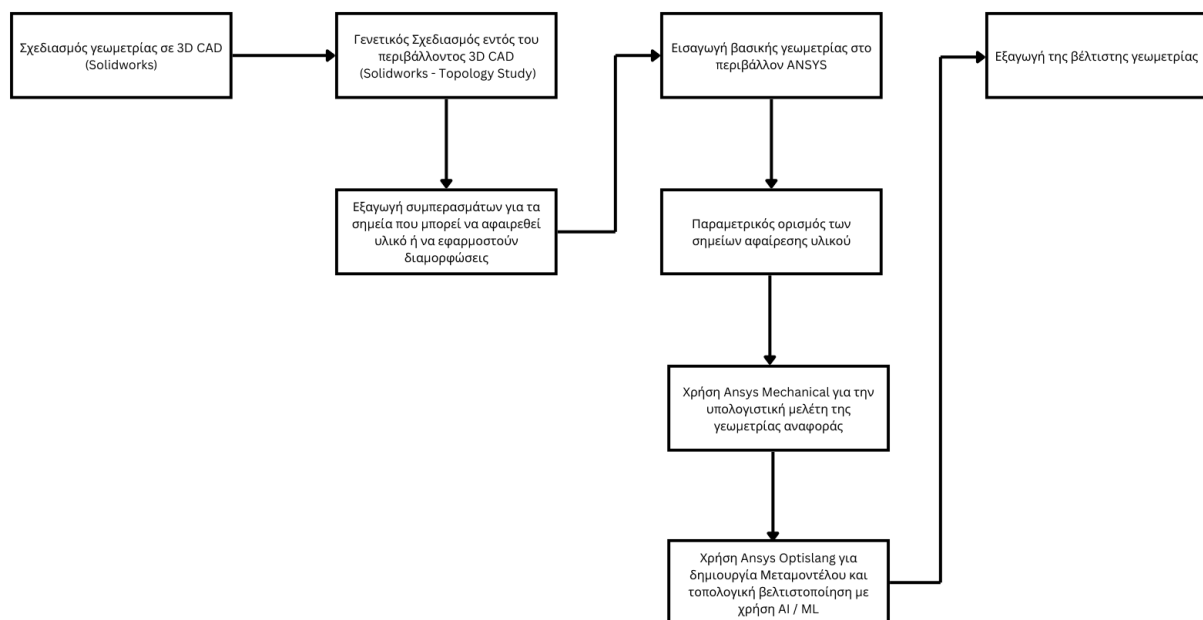 Σχεδιασμός γεωμετρίας σε 3D CAD
(Solidworks)
Γενετικός Σχεδιασμός εντός του
περιβάλλοντος 3D CAD
(Solidworks - Topology Study)
Εξαγωγή συμπερασμάτων για τα
σημεία που μπορεί να αφαιρεθεί
υλικό ή να εφαρμοστούν
διαμορφώσεις
Εισαγωγή βασικής γεωμετρίας στο
περιβάλλον ANSYS
Παραμετρικός ορισμός των
σημείων αφαίρεσης υλικού
Χρήση Ansys Mechanical για την
υπολογιστική μελέτη της
γεωμετρίας αναφοράς
Χρήση Ansys Optislang για
δημιουργία Μεταμοντέλου και
τοπολογική βελτιστοποίηση με
χρήση AI / ML
Εξαγωγή της βέλτιστης γεωμετρίας